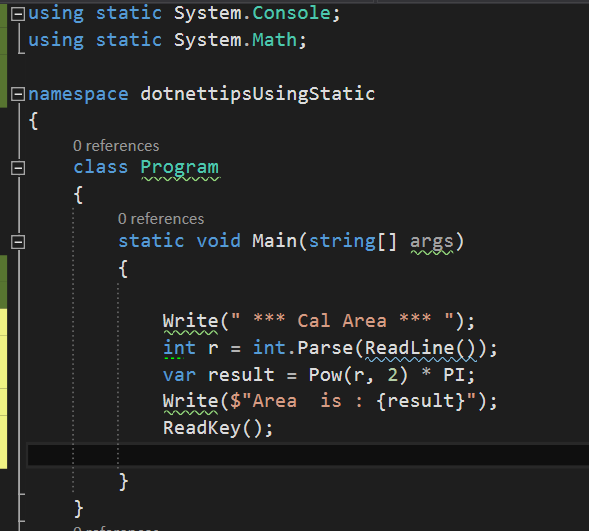 using static System.Console;
using static System.Math;
namespace dotnettipsUsingStatic
{
0 references
class Program
{
0 references
static void Main(string[] args)
{
Write(" *** Cal Area *** ");
int r = int.Parse(ReadLine());
var result = Pow(r, 2) * PI;
Write($"Area  is : {result}");
ReadKey();
}
}
0 references